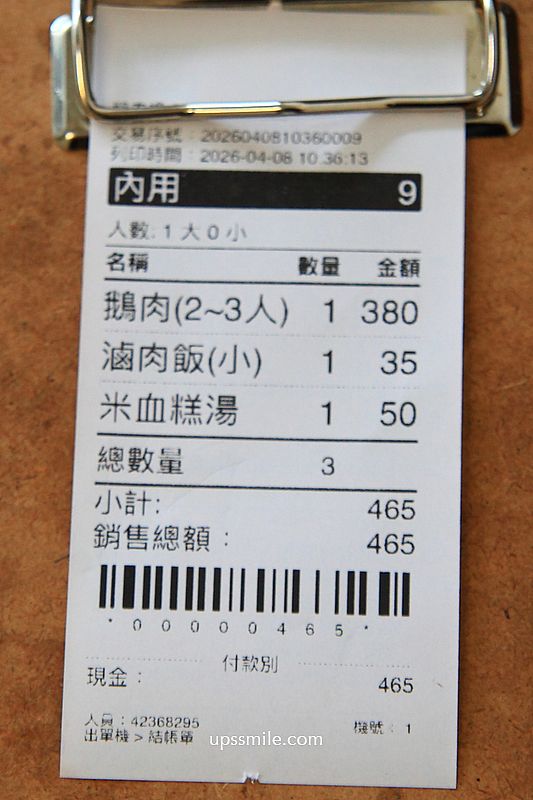 交易序號：2026040810360009
列印時間：2026-04-08 10:36:13
內用 9
人數: 1 大 0 小
名稱 數量 金額
鵝肉(2~3人) 1 380
滷肉飯(小) 1 35
米血糕湯 1 50
總數量 3
小計: 465
銷售總額： 465
*00000465*
付款別
現金： 465
人員：42368295 機號： 1
出單機 > 結帳單
upssmile.com